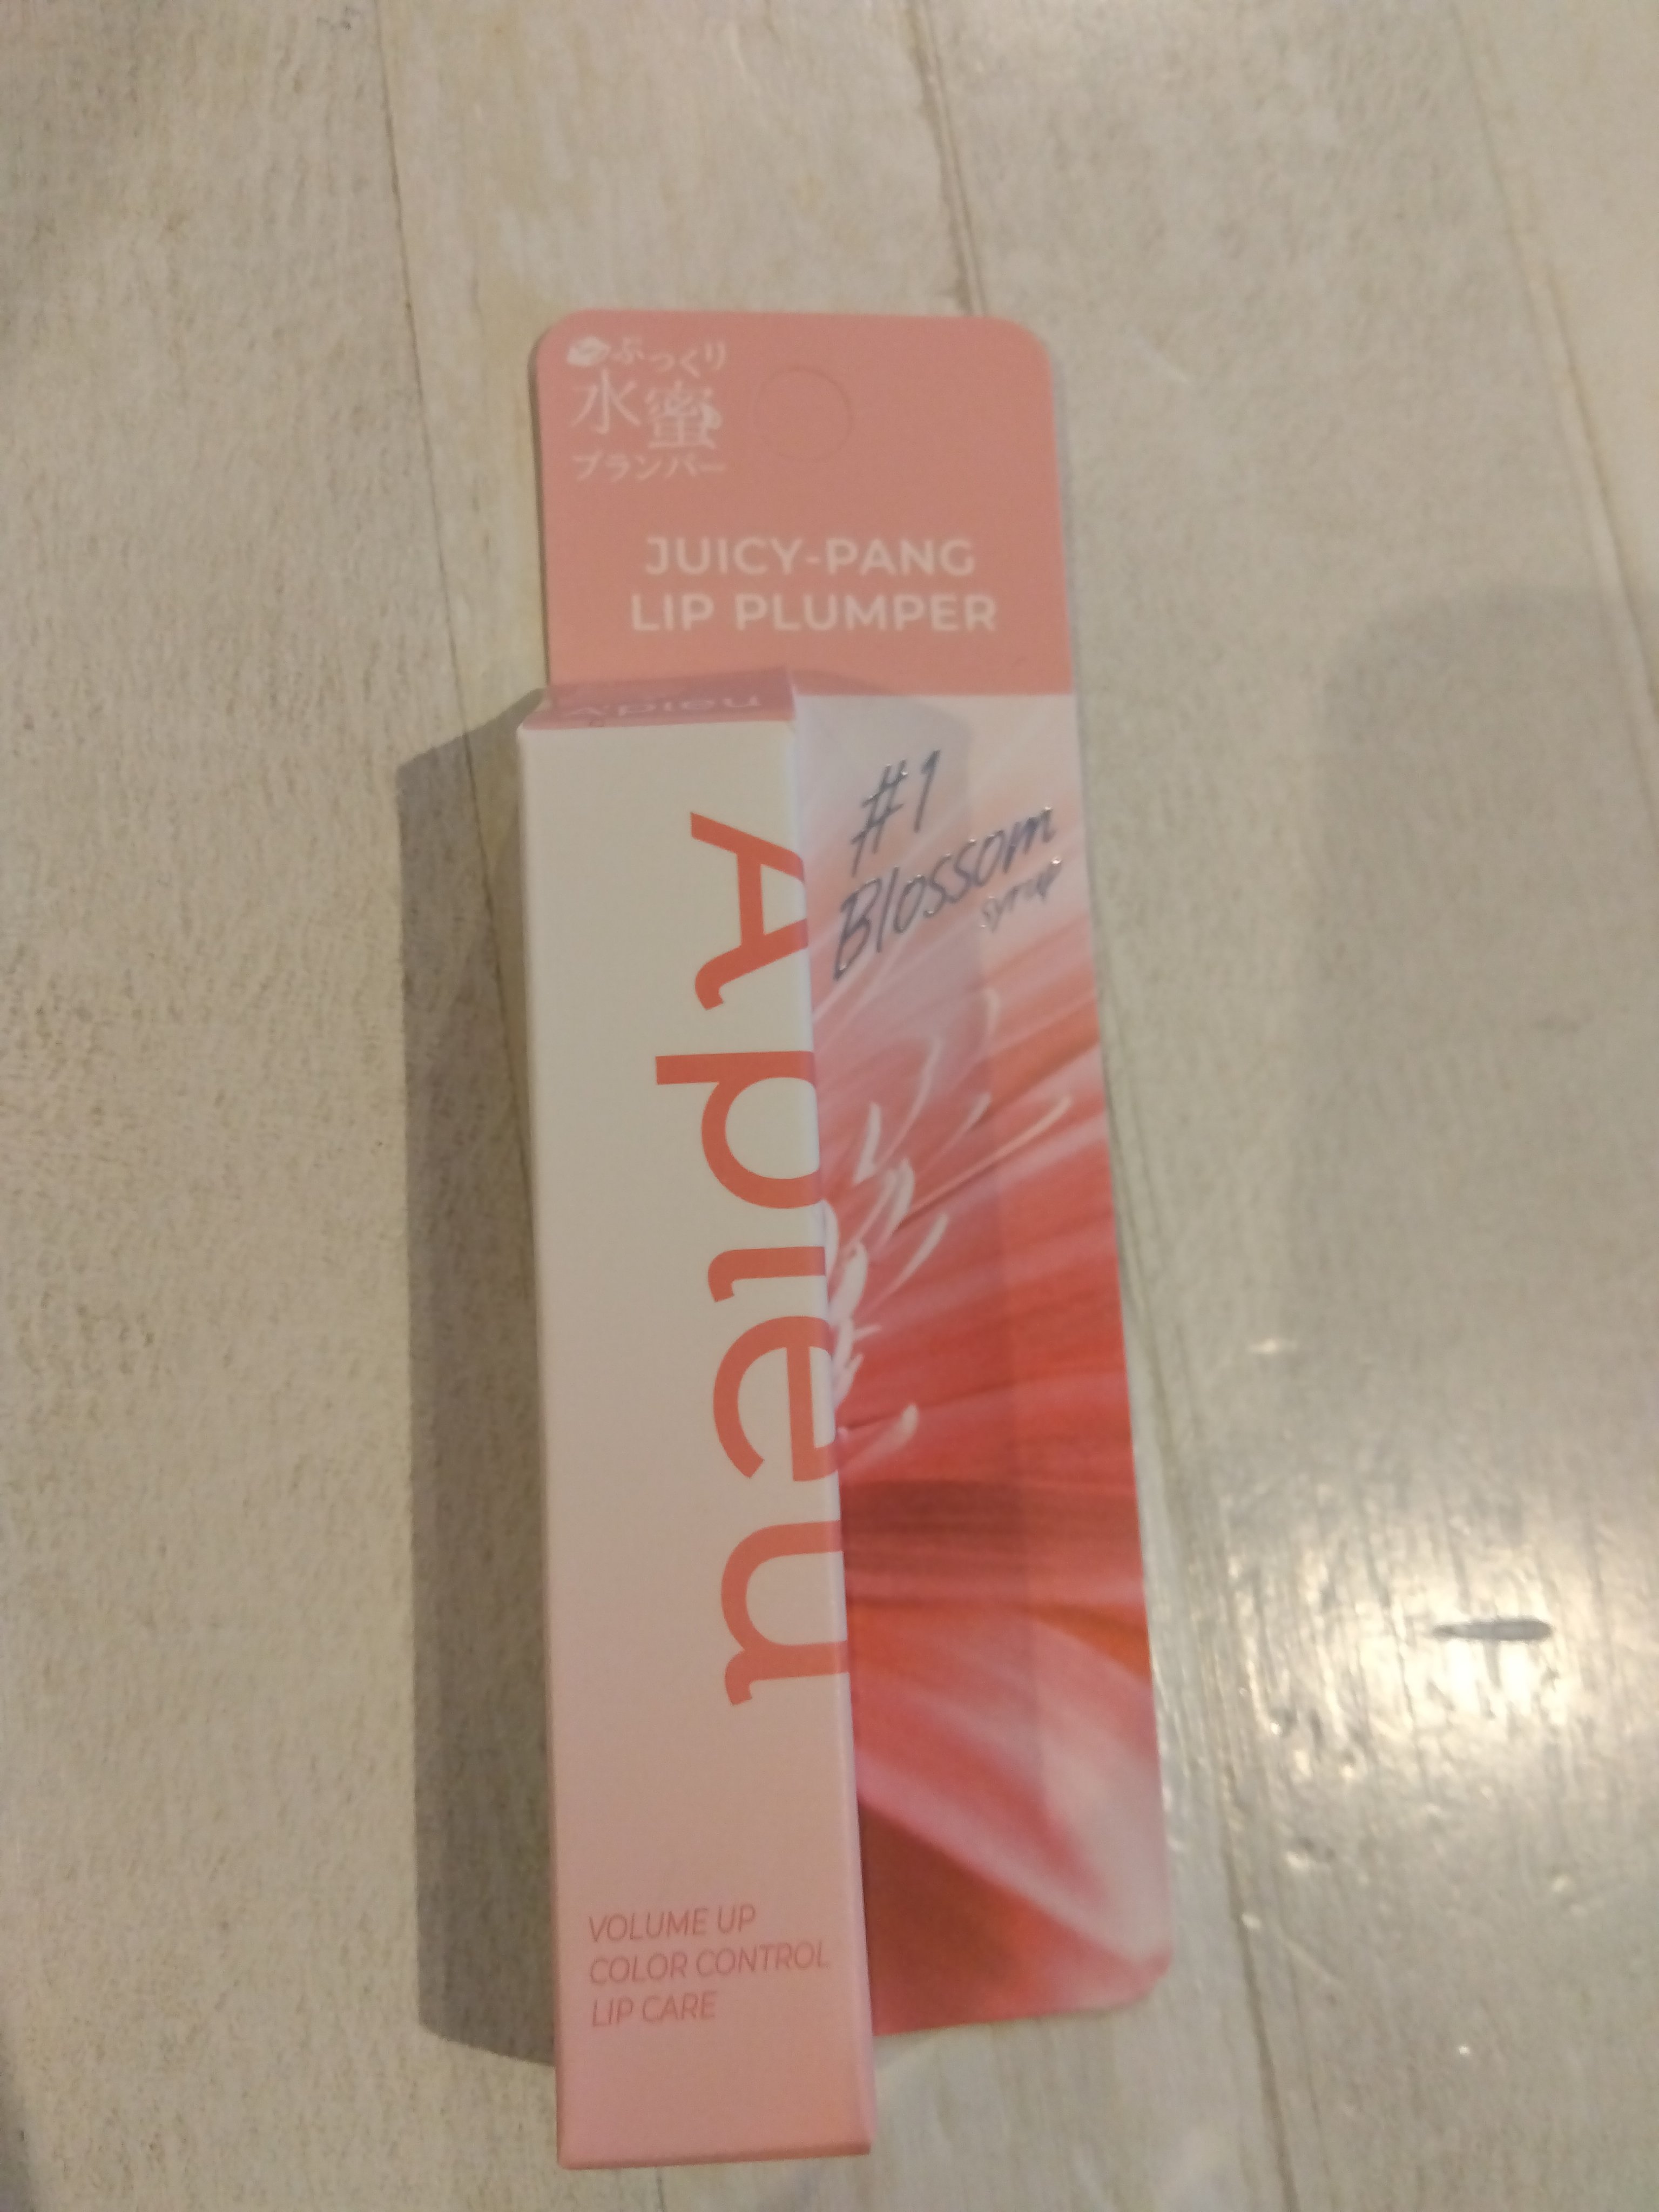 ぷっくり
水蜜
プランパー
JUICY-PANG
LIP PLUMPER
A'pieu
#1
Blossom
syrup
Apieu
VOLUME UP
COLOR CONTROL
LIP CARE